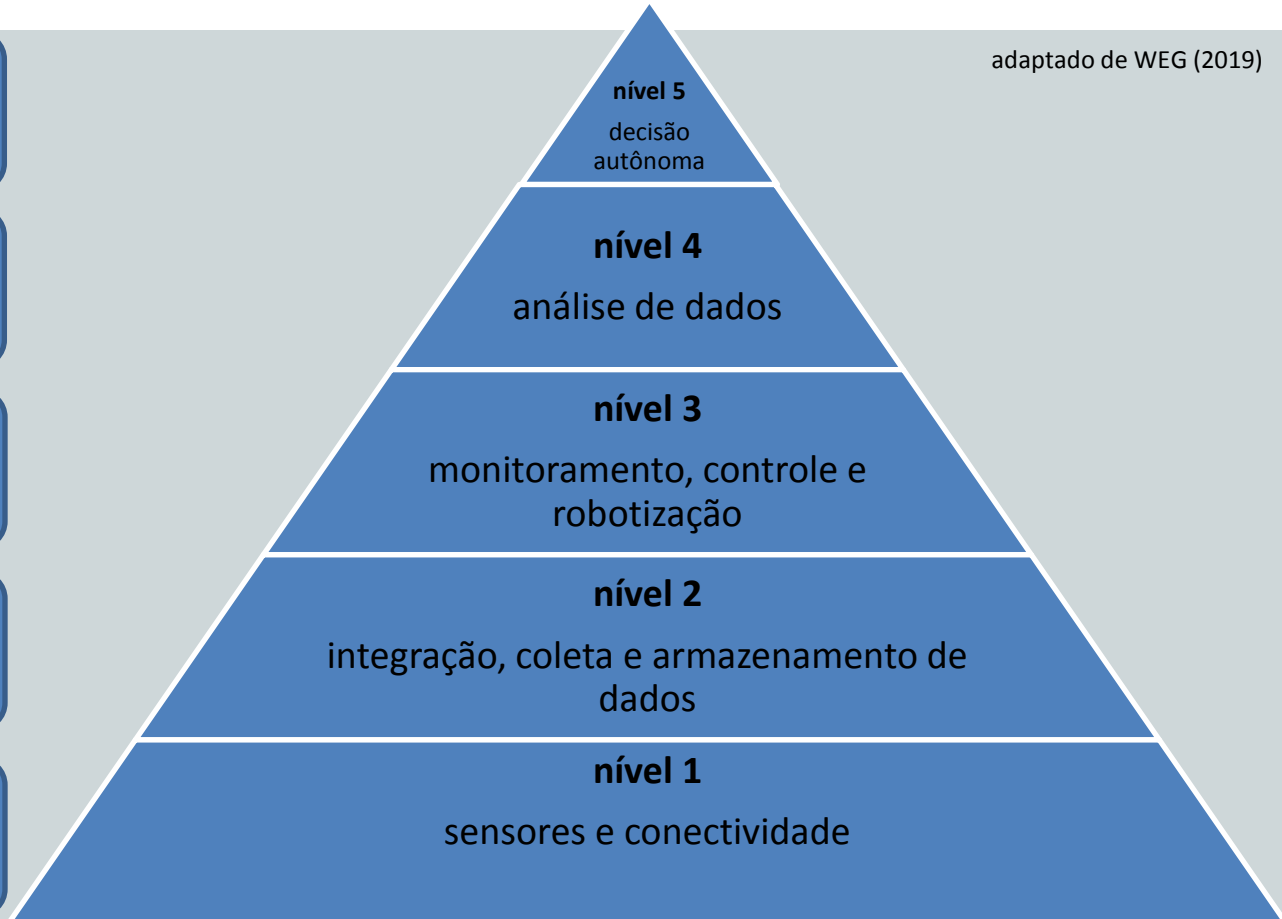 adaptado de WEG (2019)
nível 5
decisão
autônoma
nível 4
análise de dados
nível 3
monitoramento, controle e
robotização
nível 2
integração, coleta e armazenamento de
dados
nível 1
sensores e conectividade